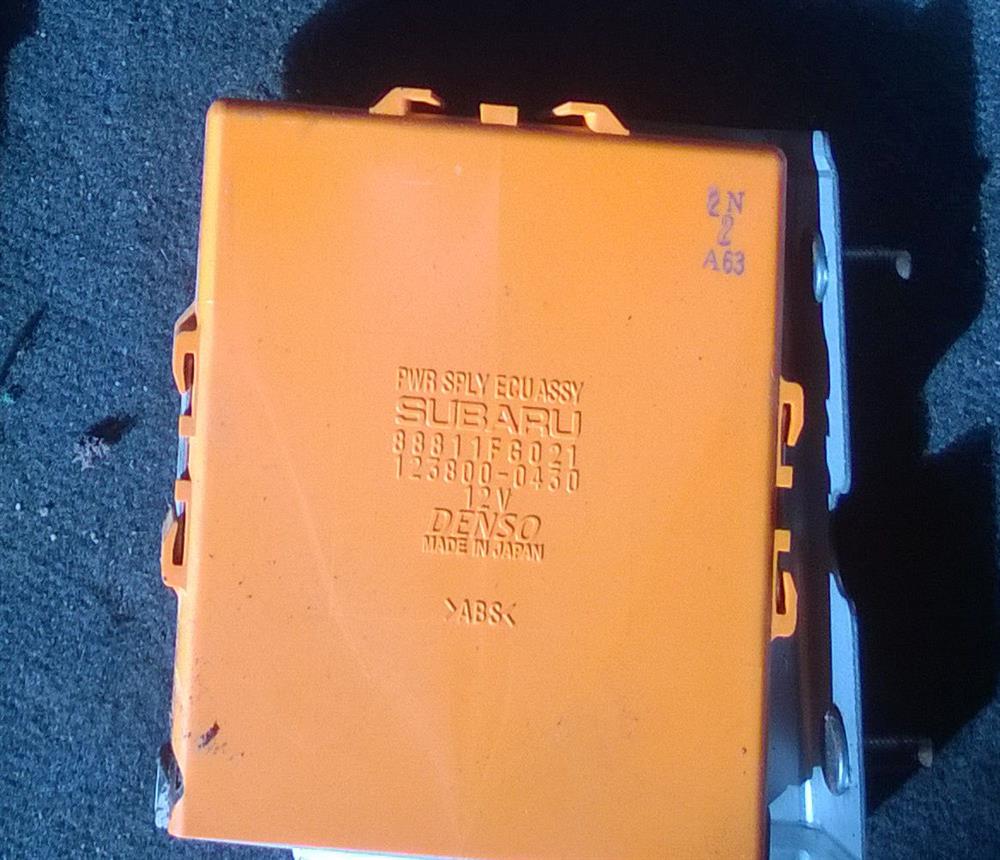 2N
2
A63
PWR SPLY ECU ASSY
SUBARU
88811FG021
123800-0430
12V
DENSO
MADE IN JAPAN
>ABS<